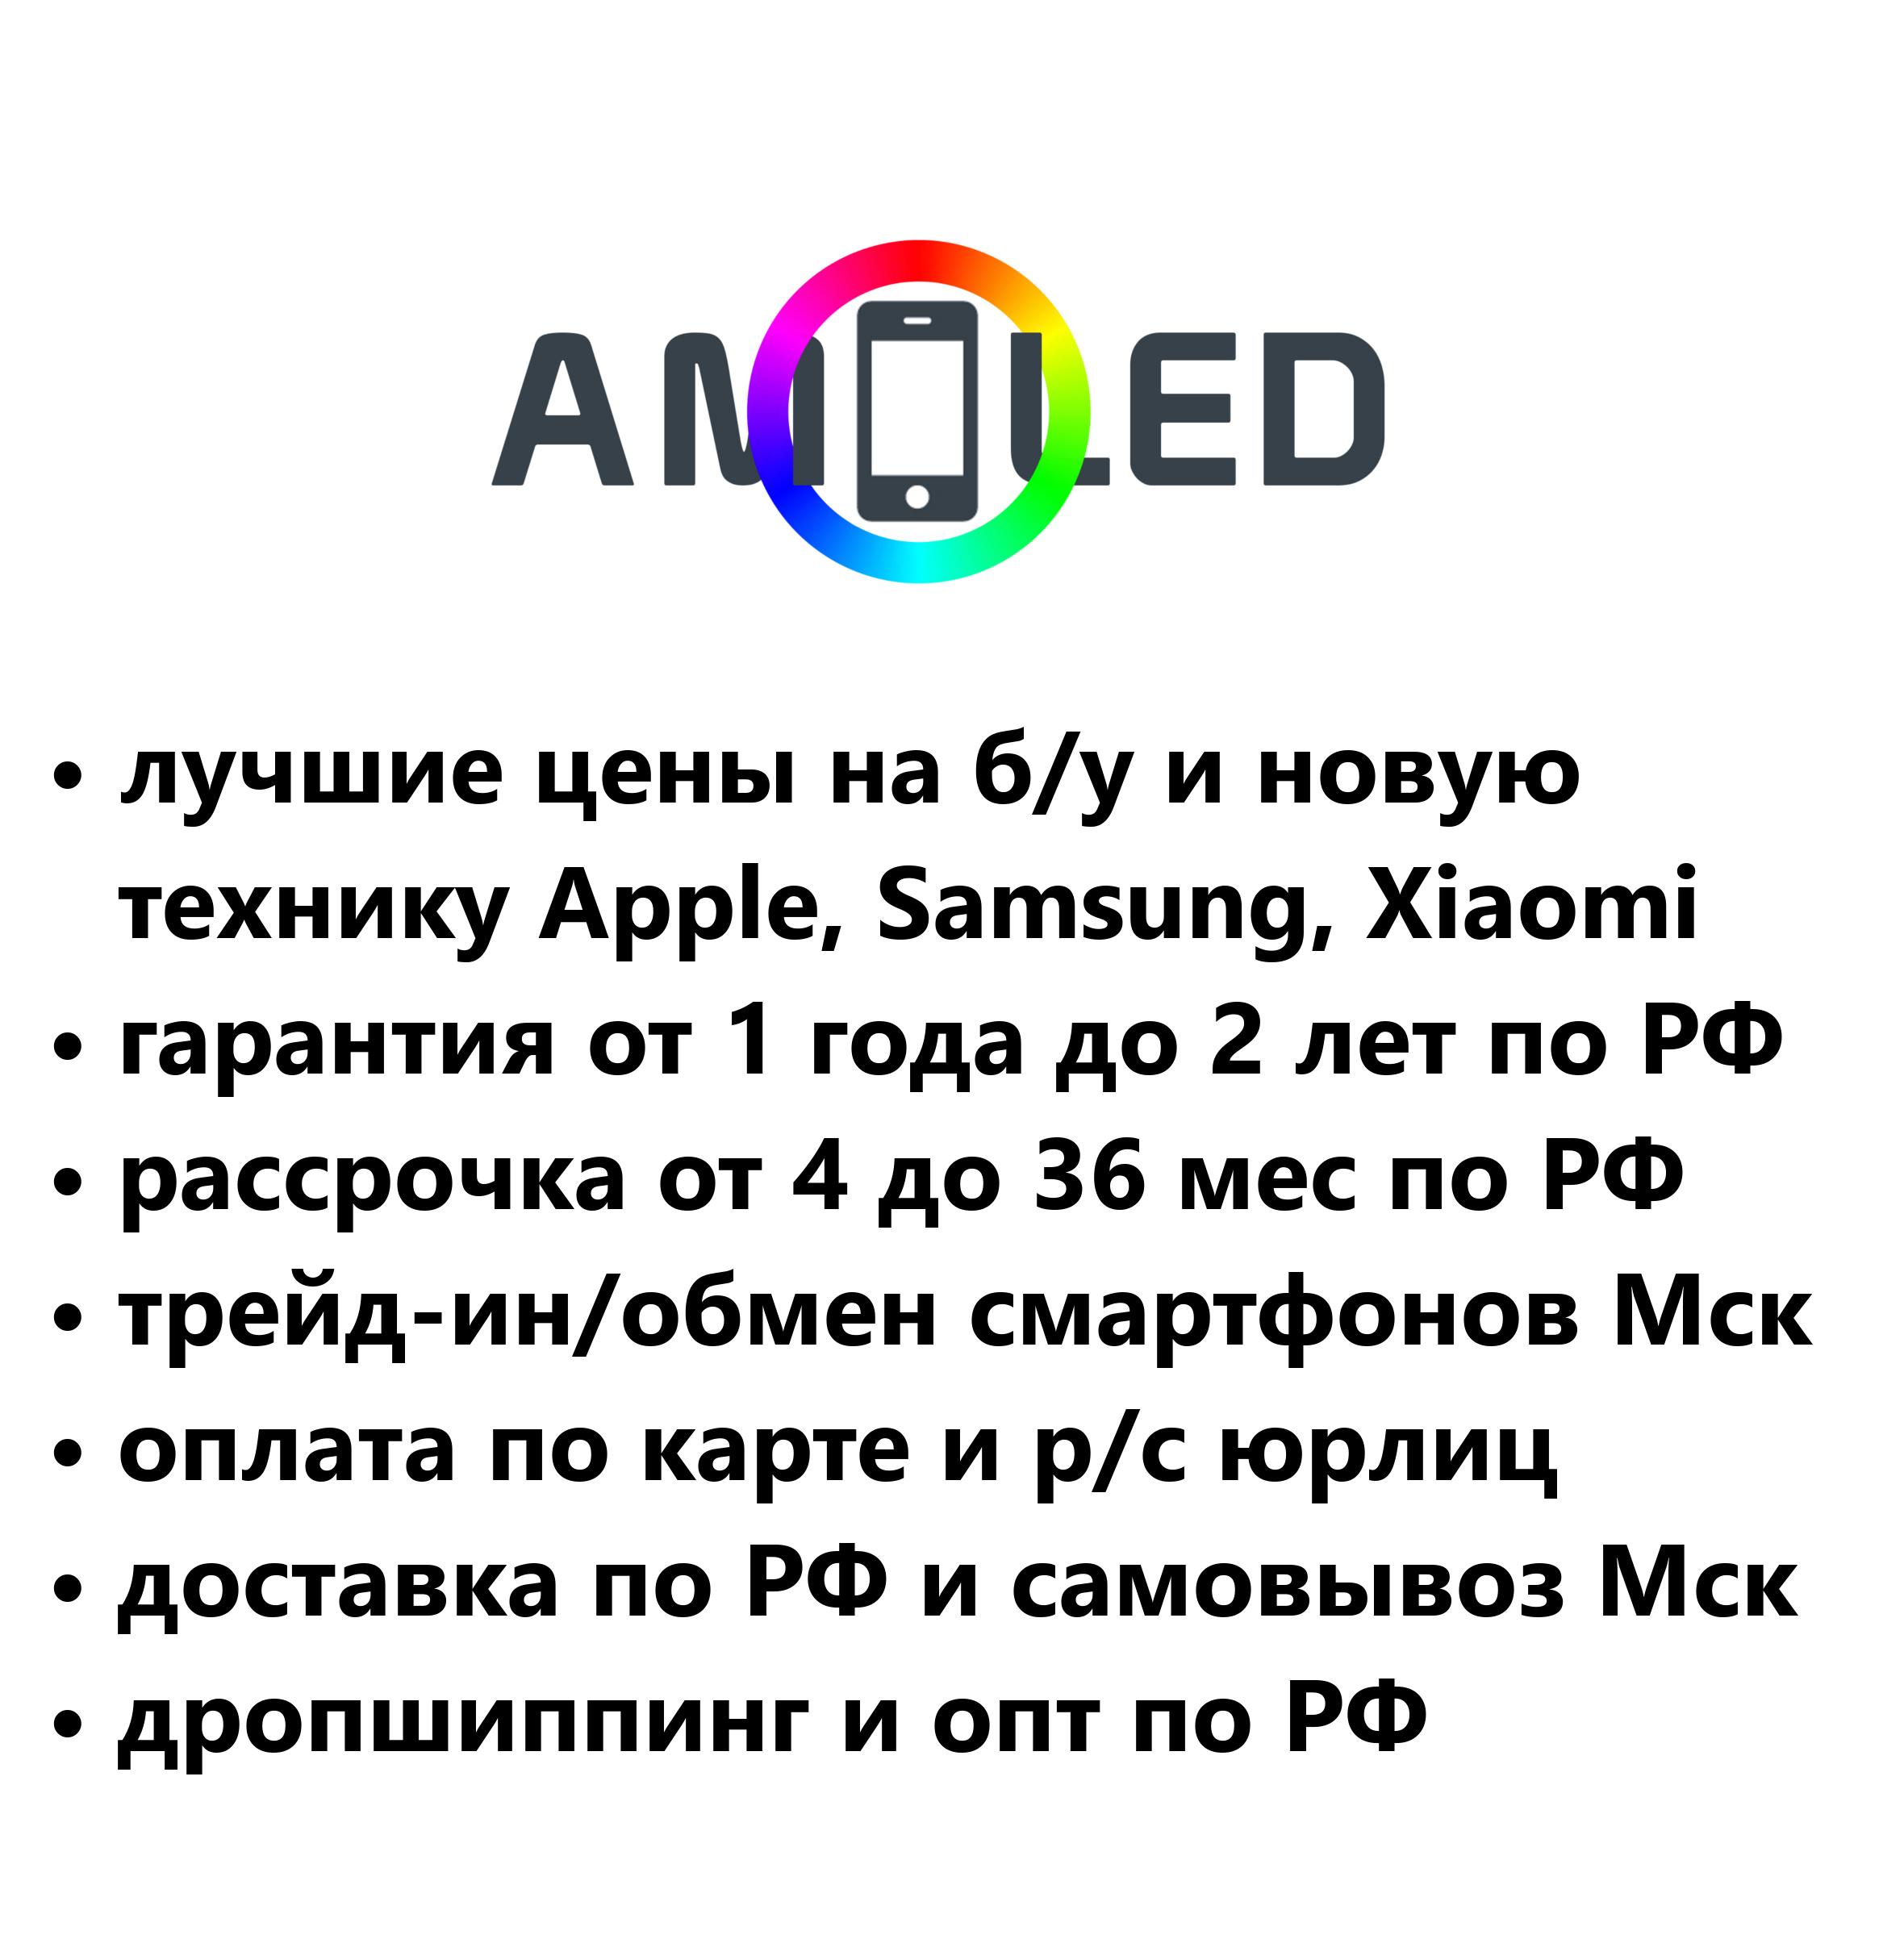 AMOLED
• лучшие цены на б/у и новую
технику Apple, Samsung, Xiaomi
• гарантия от 1 года до 2 лет по РФ
• рассрочка от 4 до 36 мес по РФ
• трейд-ин/обмен смартфонов Мск
• оплата по карте и р/с юрлиц
• доставка по РФ и самовывоз Мск
• дропшиппинг и опт по РФ